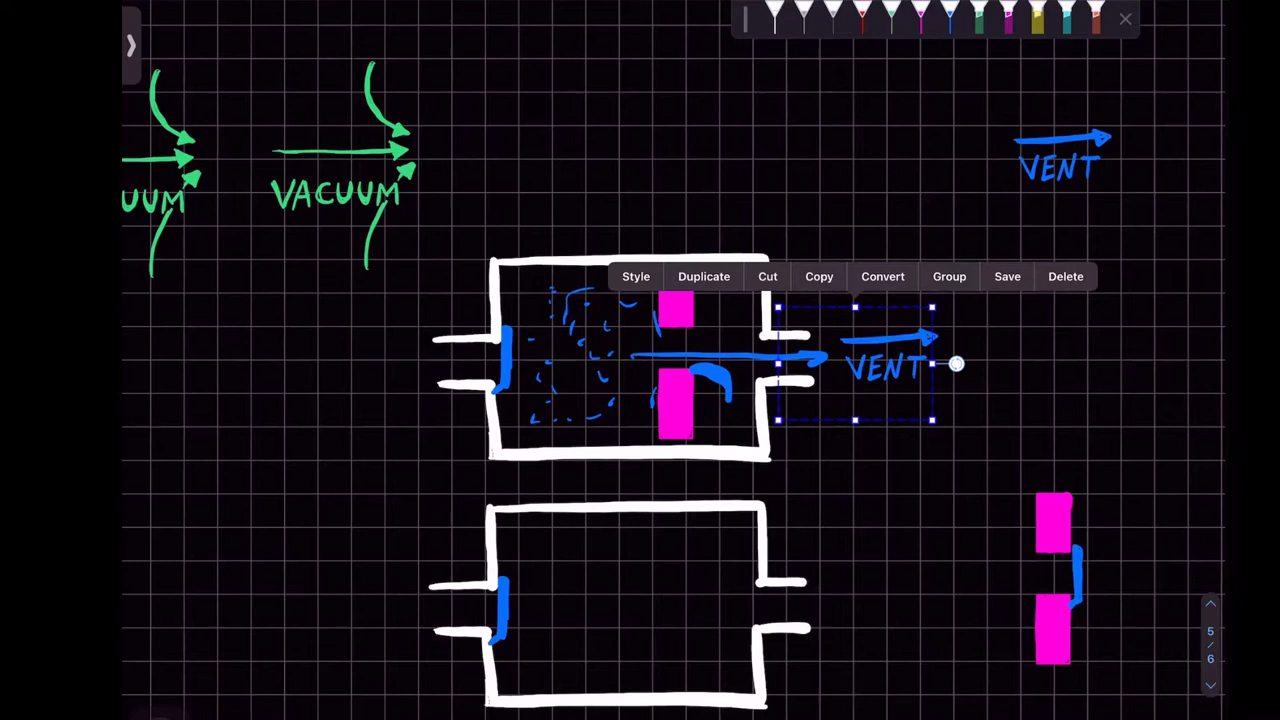 VENT
UUM
VACUUM
Style Duplicate Cut Copy Convert Group Save Delete
VENT
5
/
6